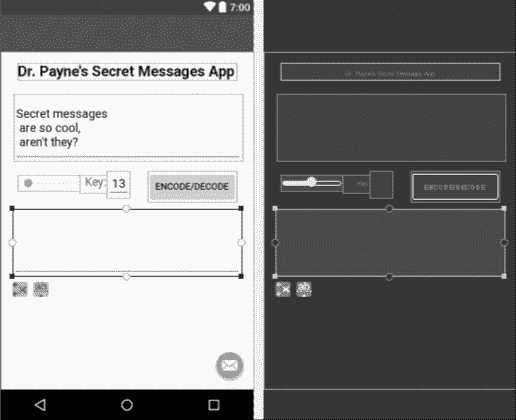 7:00
Dr. Payne's Secret Messages App
Secret messages
are so cool,
aren't they?
Key: 13
ENCODE/DECODE
Dr. Payne's Secret Messages App
Key
ENCODE/DECODE